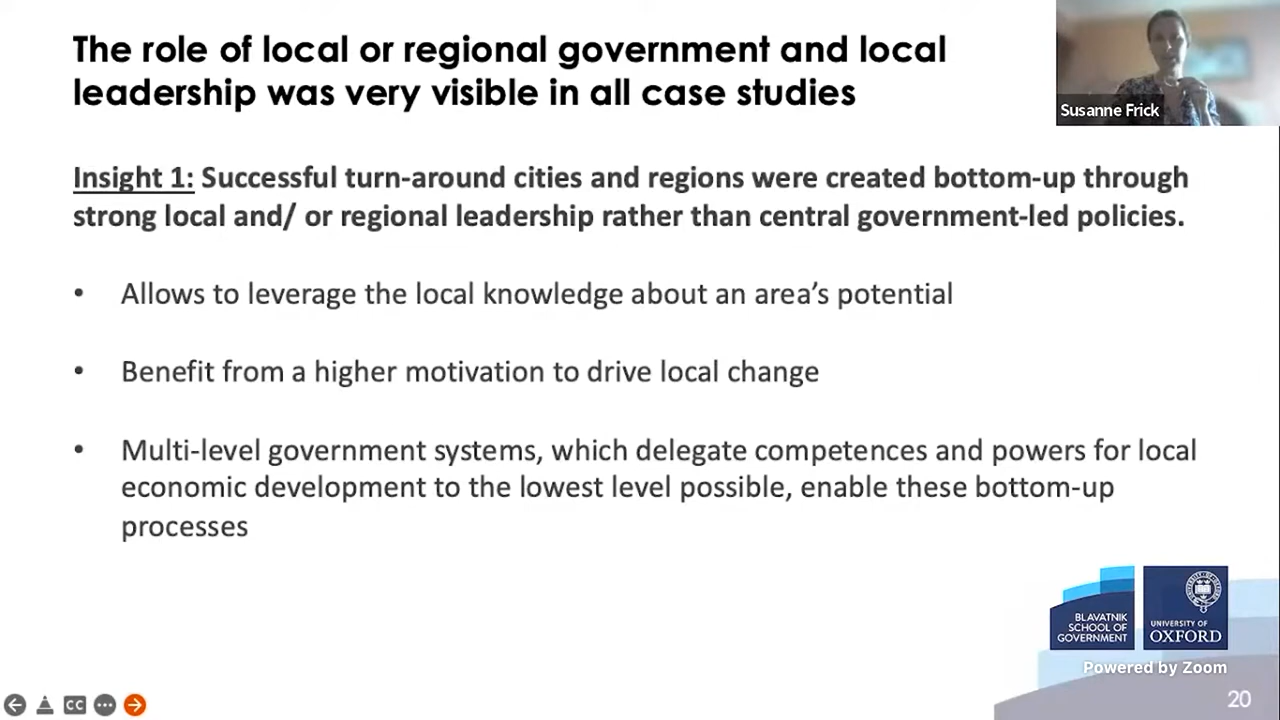 The role of local or regional government and local
leadership was very visible in all case studies
Susanne Frick
Insight 1: Successful turn-around cities and regions were created bottom-up through
strong local and/ or regional leadership rather than central government-led policies.
• Allows to leverage the local knowledge about an area’s potential
• Benefit from a higher motivation to drive local change
• Multi-level government systems, which delegate competences and powers for local
economic development to the lowest level possible, enable these bottom-up
processes
BLAVATNIK
SCHOOL OF
GOVERNMENT
UNIVERSITY OF
OXFORD
Powered by Zoom
CC
20